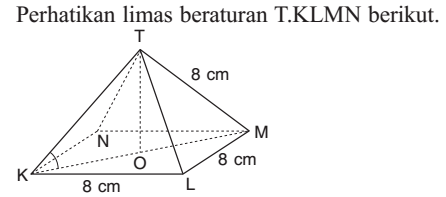 Perhatikan limas beraturan T.KLMN berikut.
T
8 cm
N
M
O
8 cm
K
8 cm
L